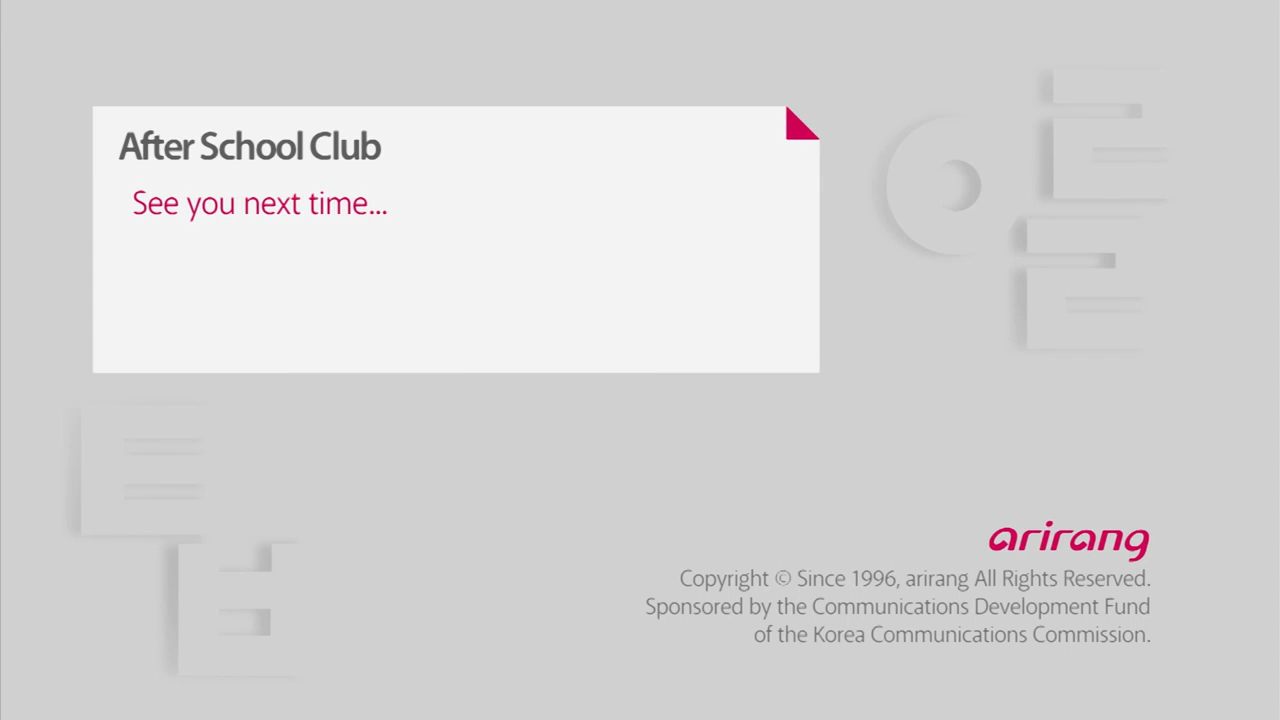 After School Club
See you next time...
arirang
Copyright © Since 1996, arirang All Rights Reserved.
Sponsored by the Communications Development Fund
of the Korea Communications Commission.